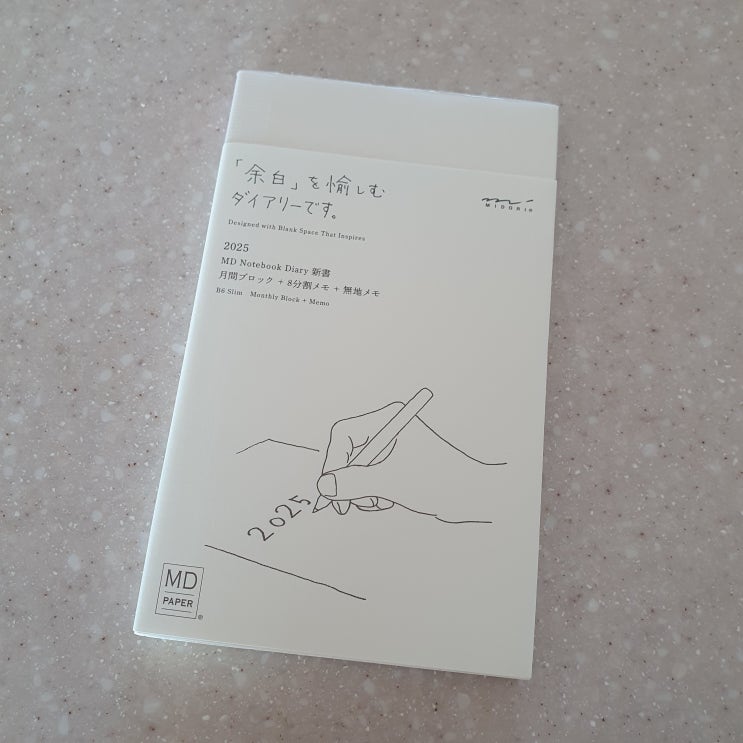 「余白」を愉しむ
ダイアリーです。
MIDORI
Designed with Blank Space That Inspires
2025
MD Notebook Diary 新書
月間ブロック + 8分割メモ + 無地メモ
B6 Slim Monthly Block + Memo
2025
MD
PAPER
®